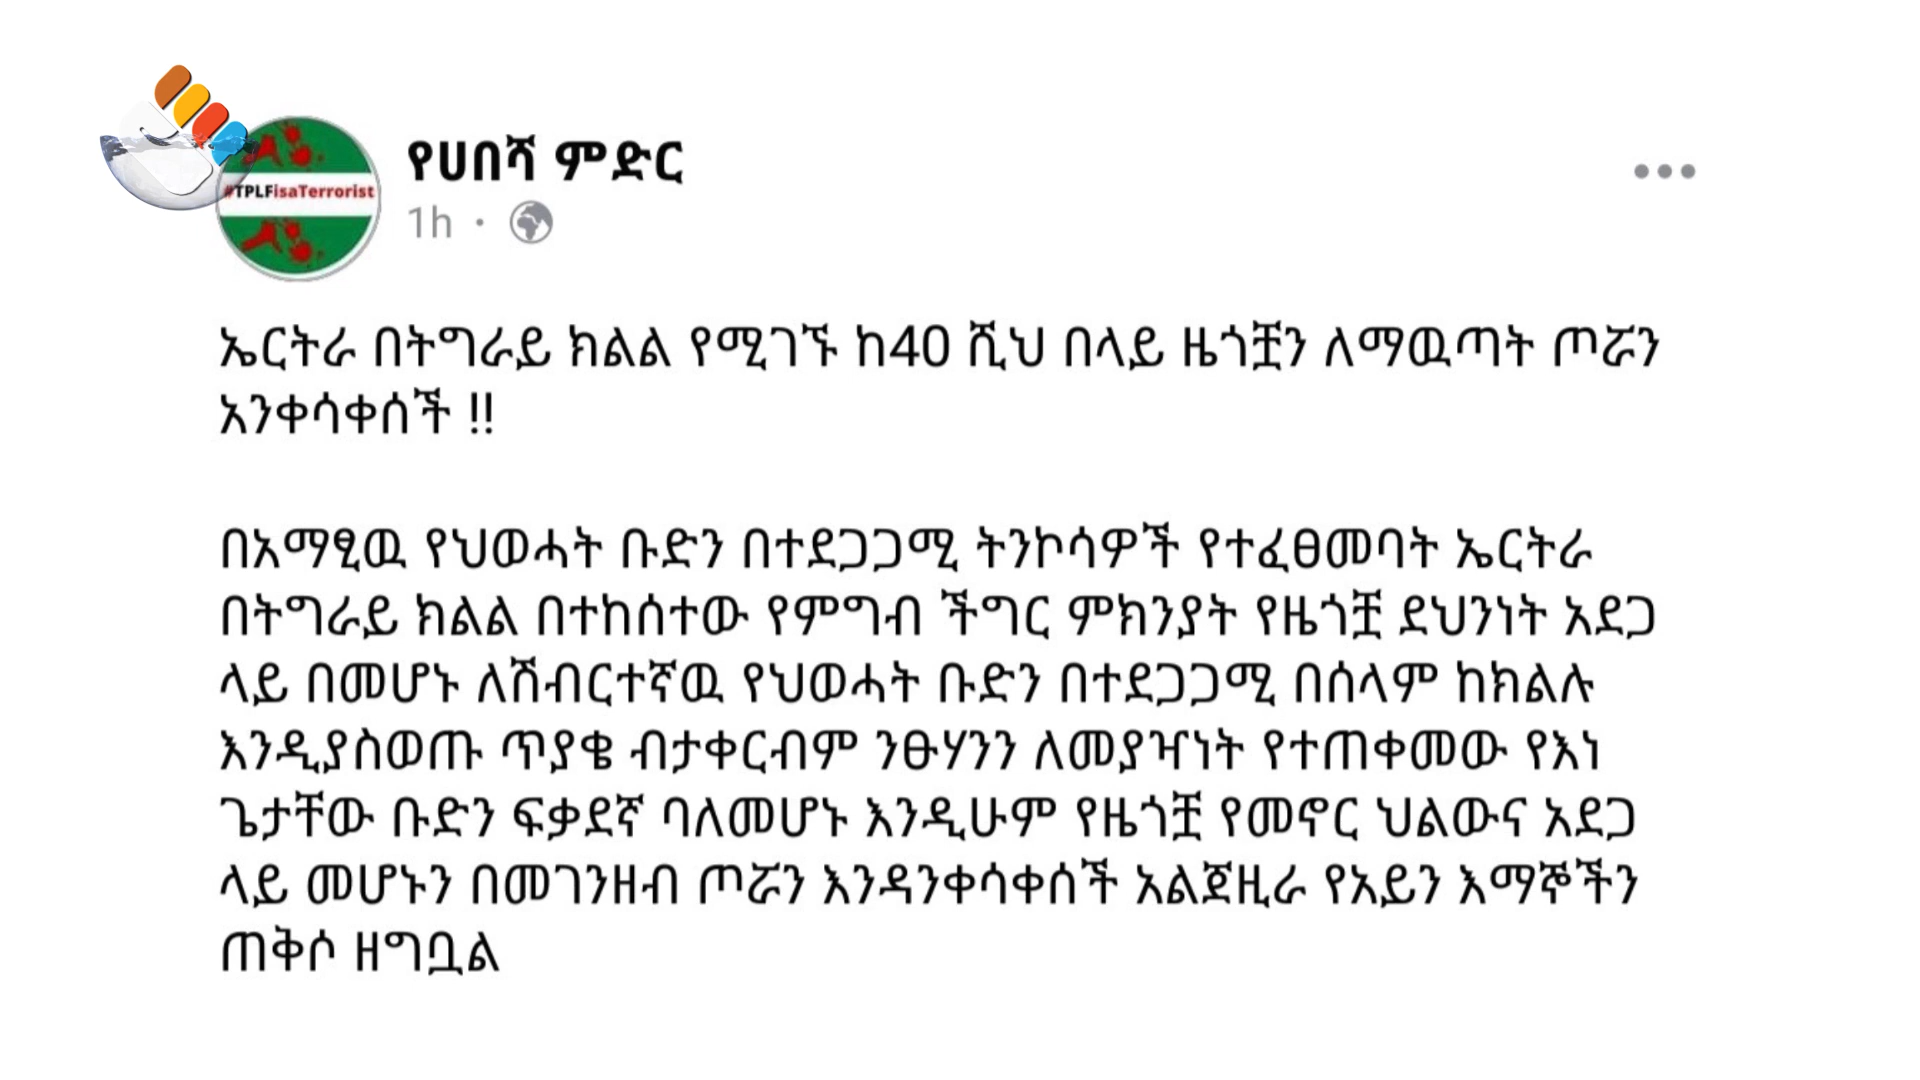 #TPLFisaTerrorist
የሀበሻ ምድር
1h ·
ኤርትራ በትግራይ ክልል የሚገኙ ከ40 ሺህ በላይ ዜጎቿን ለማዉጣት ጦሯን
አንቀሳቀሰች !!
በአማፂዉ የህወሓት ቡድን በተደጋጋሚ ትንኮሳዎች የተፈፀመባት ኤርትራ
በትግራይ ክልል በተከሰተው የምግብ ችግር ምክንያት የዜጎቿ ደህንነት አደጋ
ላይ በመሆኑ ለሽብርተኛዉ የህወሓት ቡድን በተደጋጋሚ በሰላም ከክልሉ
እንዲያስወጡ ጥያቄ ብታቀርብም ንፁሃንን ለመያዣነት የተጠቀመው የእነ
ጌታቸው ቡድን ፍቃደኛ ባለመሆኑ እንዲሁም የዜጎቿ የመኖር ህልውና አደጋ
ላይ መሆኑን በመገንዘብ ጦሯን እንዳንቀሳቀሰች አልጀዚራ የአይን እማኞችን
ጠቅሶ ዘግቧል